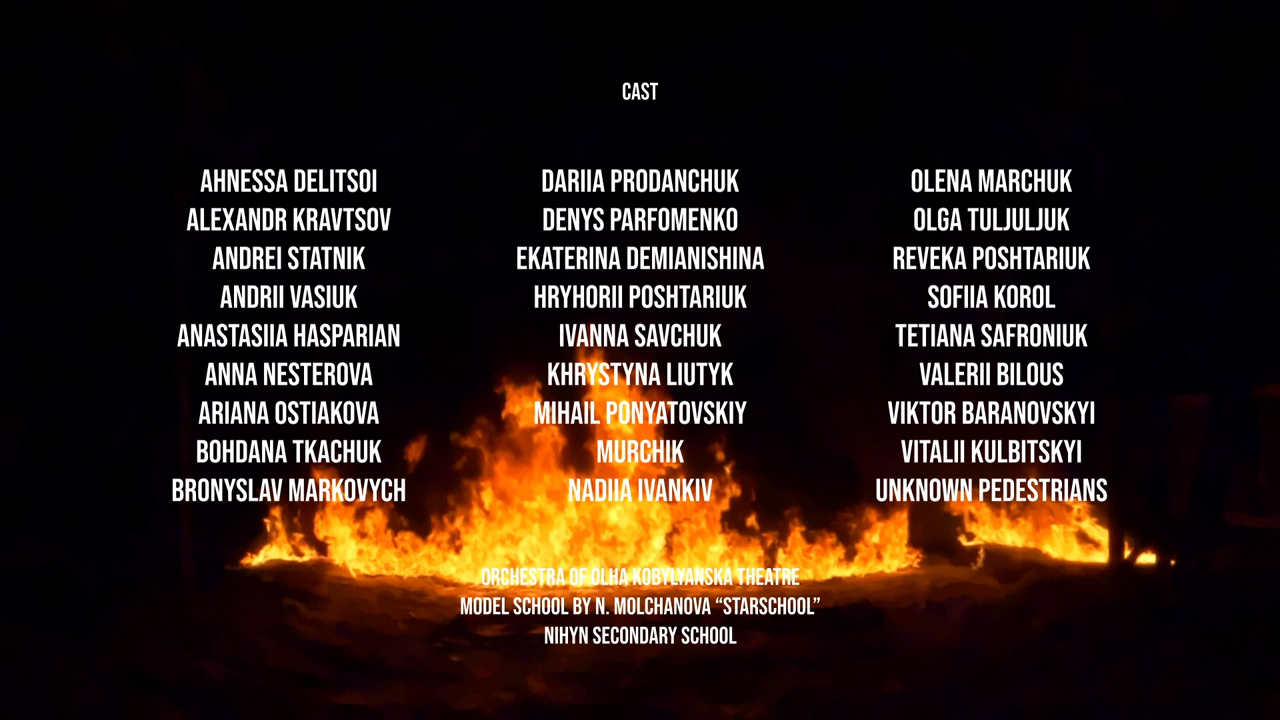 CAST
AHNESSA DELITSOI
ALEXANDR KRAVTSOV
ANDREI STATNIK
ANDRII VASIUK
ANASTASIIA HASPARIAN
ANNA NESTEROVA
ARIANA OSTIAKOVA
BOHDANA TKACHUK
BRONYSLAV MARKOVYCH
DARIIA PRODANCHUK
DENYS PARFOMENKO
EKATERINA DEMIANISHINA
HRYHORII POSHTARIUK
IVANNA SAVCHUK
KHRYSTYNA LIUTYK
MIHAIL PONYATOVSKIY
MURCHIK
NADIIA IVANKIV
OLENA MARCHUK
OLGA TULJULJUK
REVEKA POSHTARIUK
SOFIIA KOROL
TETIANA SAFRONIUK
VALERII BILOUS
VIKTOR BARANOVSKYI
VITALII KULBITSKYI
UNKNOWN PEDESTRIANS
ORCHESTRA OF OLHA KOBYLYANSKA THEATRE
MODEL SCHOOL BY N. MOLCHANOVA “STARSCHOOL”
NIHYN SECONDARY SCHOOL